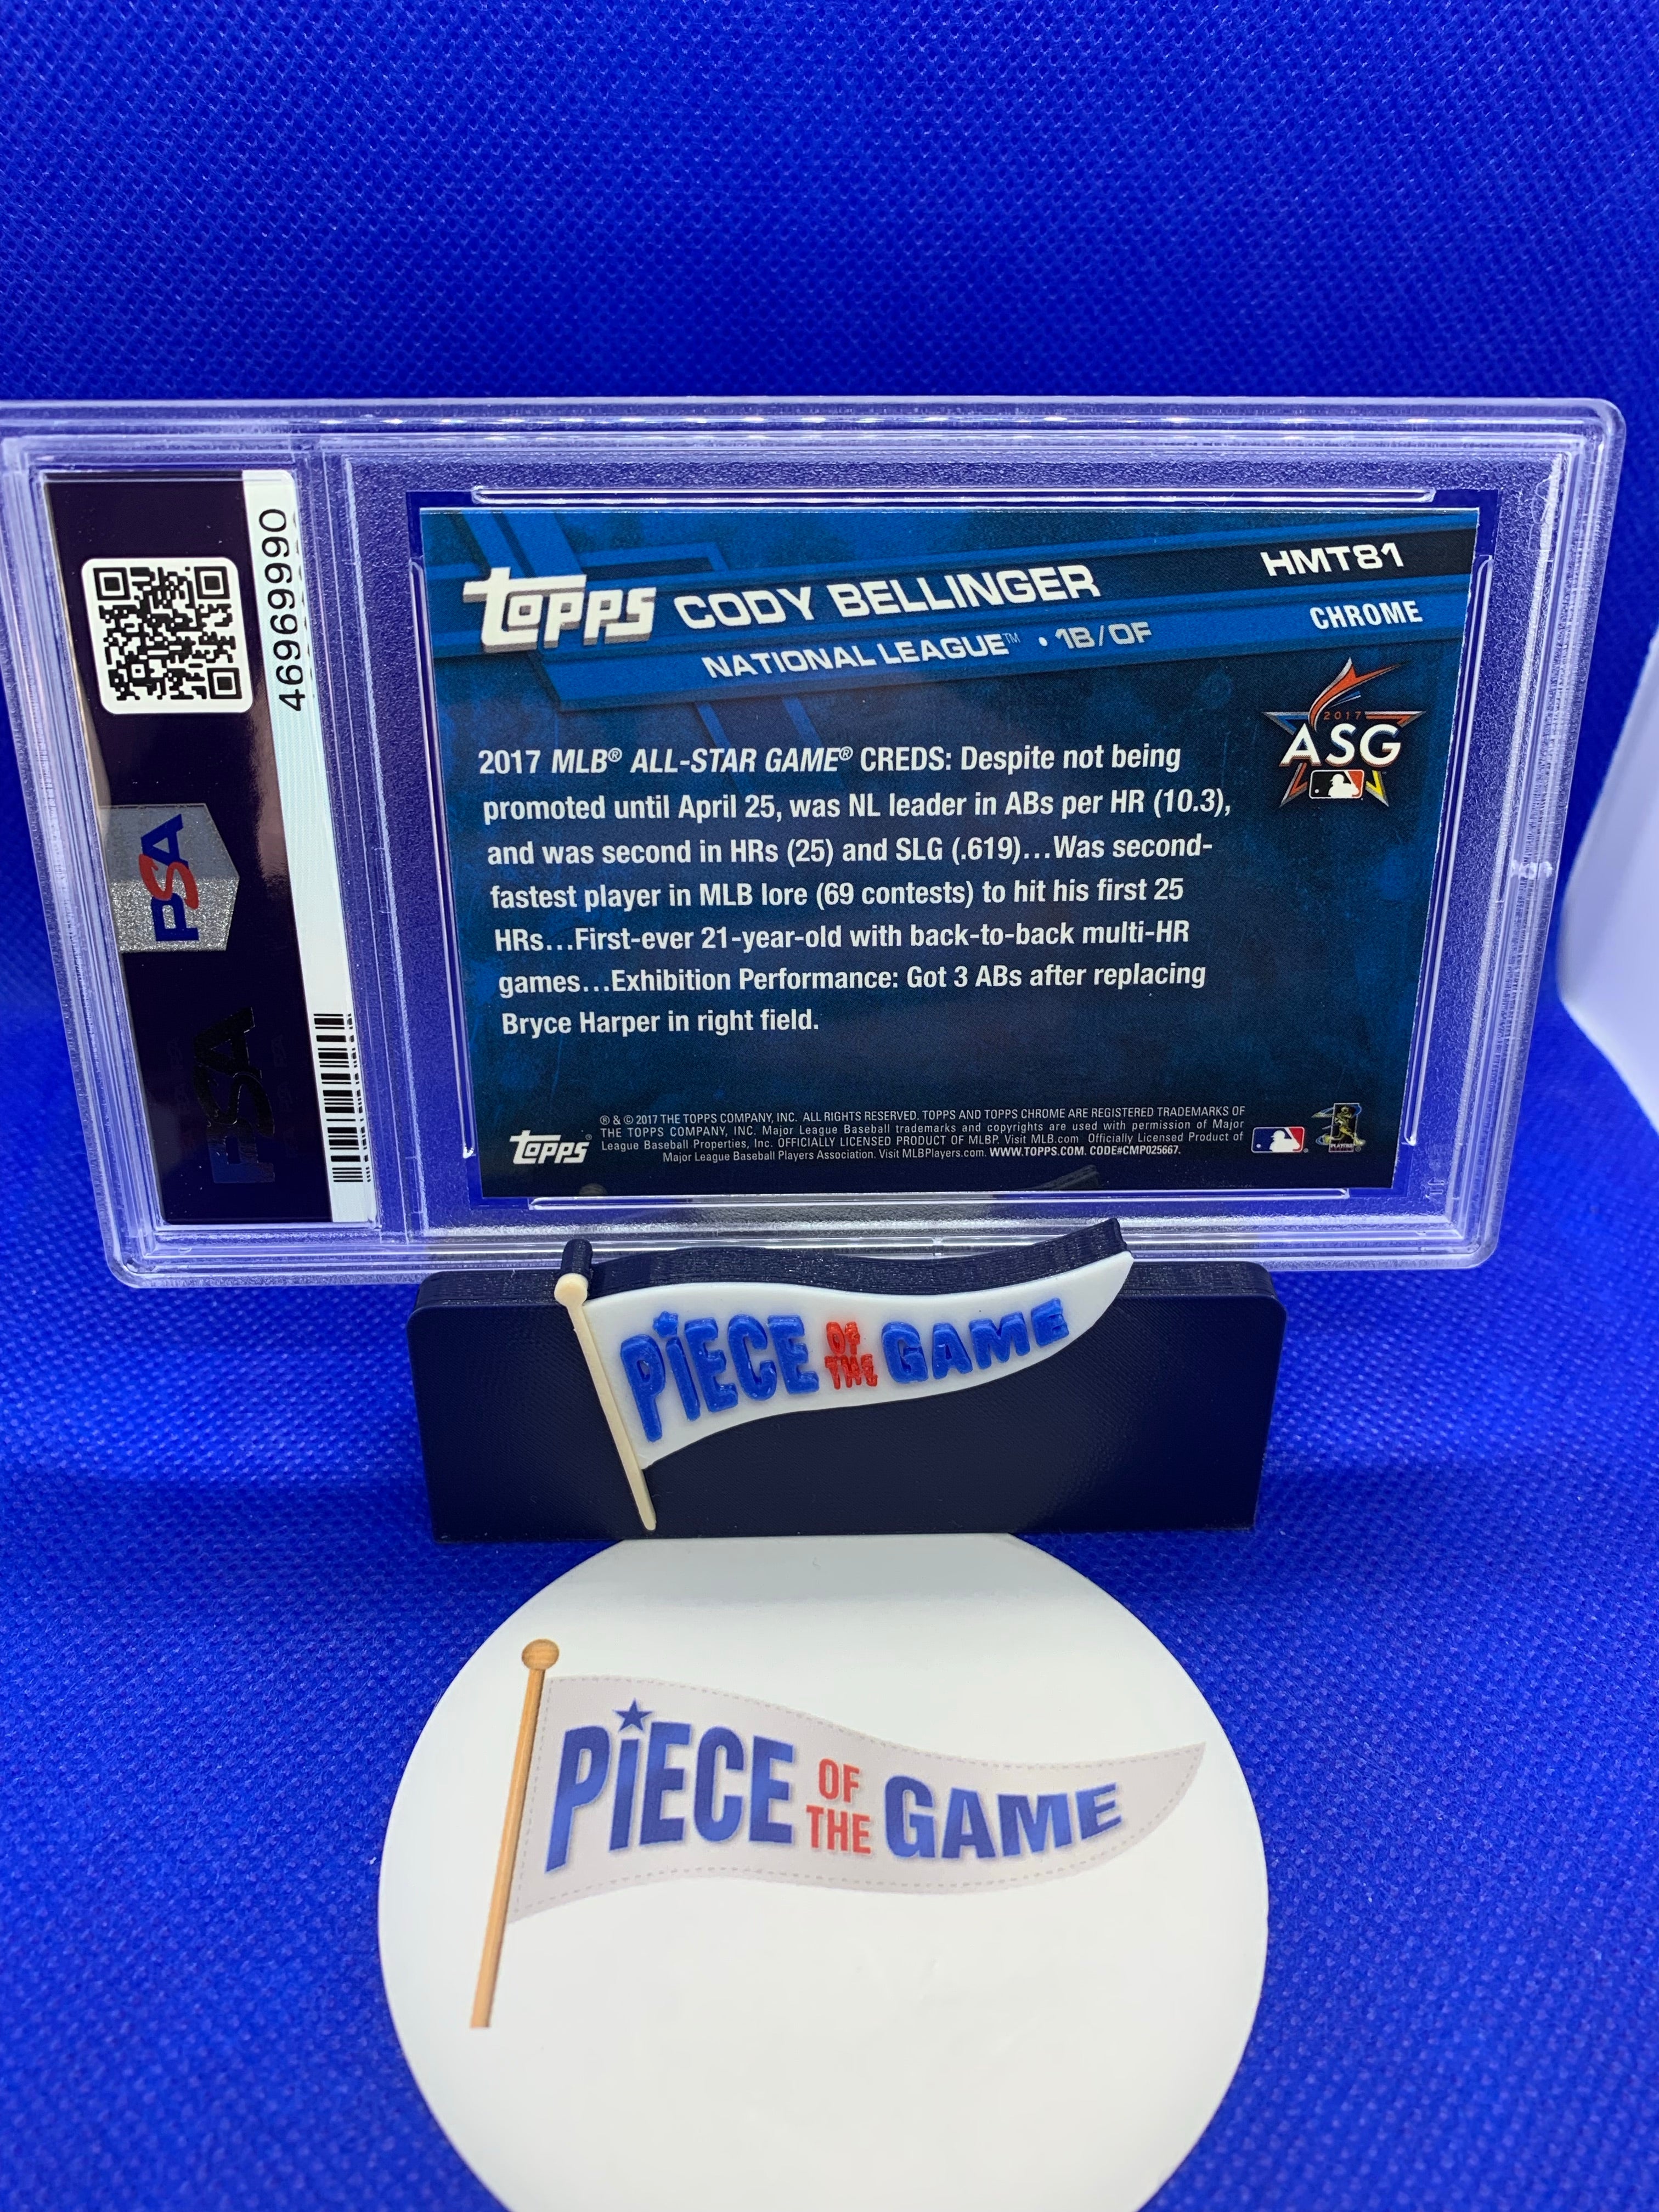 46969990
PSA
PSA
TOPPS CODY BELLINGER HMT81
NATIONAL LEAGUE™ • 1B/OF CHROME
2017
ASG
2017 MLB® ALL-STAR GAME® CREDS: Despite not being
promoted until April 25, was NL leader in ABs per HR (10.3),
and was second in HRs (25) and SLG (.619)...Was second-
fastest player in MLB lore (69 contests) to hit his first 25
HRs...First-ever 21-year-old with back-to-back multi-HR
games...Exhibition Performance: Got 3 ABs after replacing
Bryce Harper in right field.
TOPPS®
® & © 2017 THE TOPPS COMPANY, INC. ALL RIGHTS RESERVED. TOPPS AND TOPPS CHROME ARE REGISTERED TRADEMARKS OF
THE TOPPS COMPANY, INC. Major League Baseball trademarks and copyrights are used with permission of Major
League Baseball Properties, Inc. OFFICIALLY LICENSED PRODUCT OF MLBP. Visit MLB.com Officially Licensed Product of
Major League Baseball Players Association. Visit MLBPlayers.com. WWW.TOPPS.COM. CODE#CMP025667.
PiECE OF THE GAME
PiECE OF THE GAME